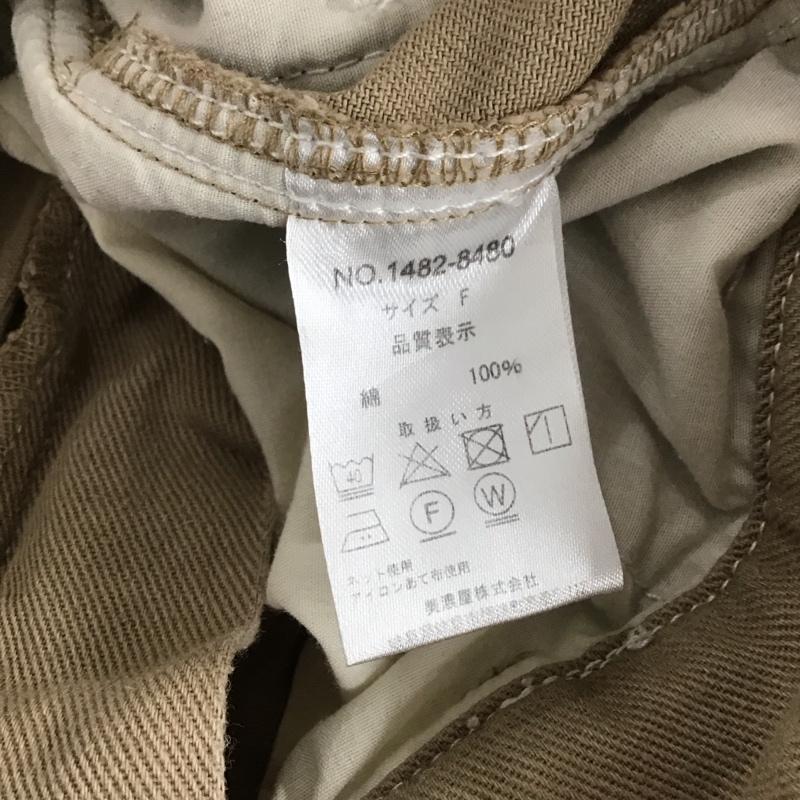 NO.1482-8480
サイズ F
品質表示
綿 100%
取扱い方
40
F W
ネット使用
アイロンあて布使用
美濃屋株式会社